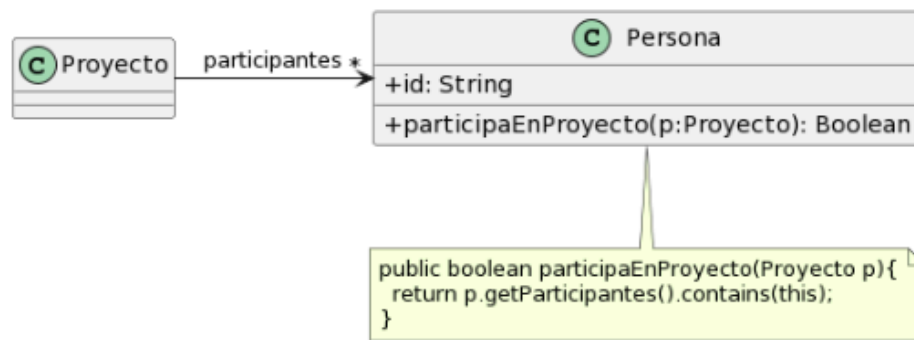 C Proyecto
participantes *
C Persona
+id: String
+participaEnProyecto(p:Proyecto): Boolean
public boolean participaEnProyecto(Proyecto p){
return p.getParticipantes().contains(this);
}